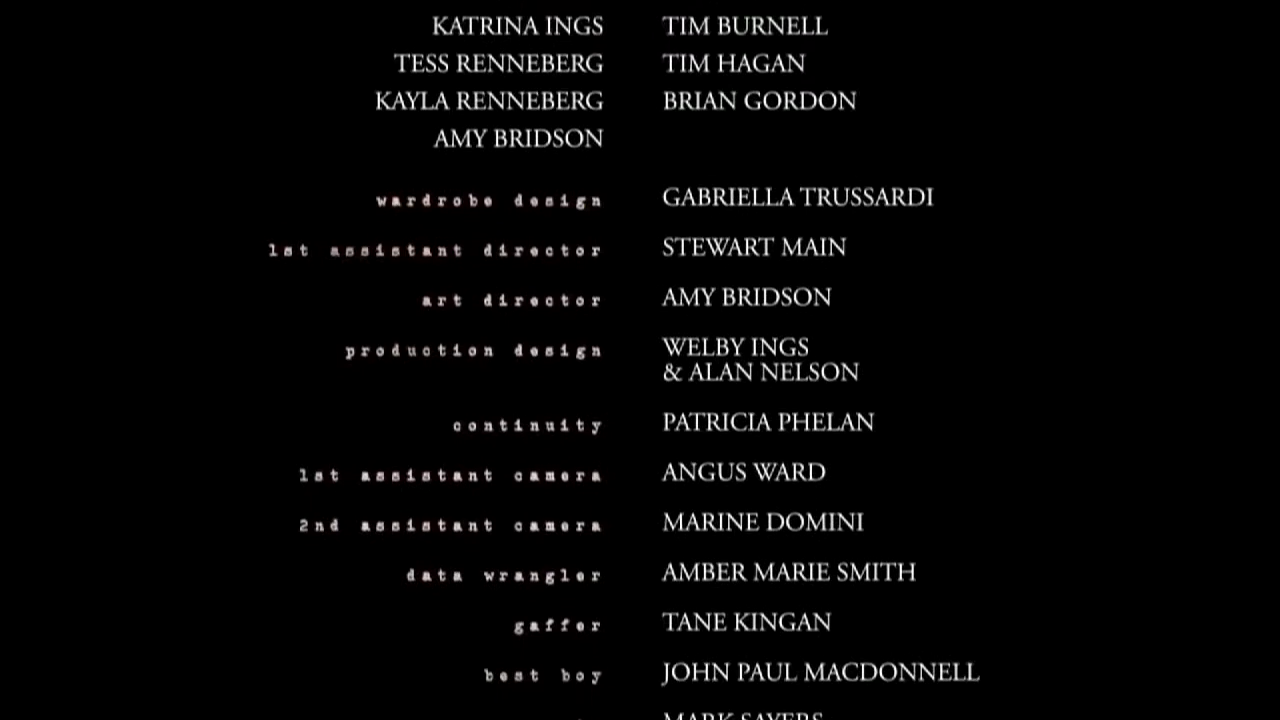 KATRINA INGS TIM BURNELL
TESS RENNEBERG TIM HAGAN
KAYLA RENNEBERG BRIAN GORDON
AMY BRIDSON
wardrobe design GABRIELLA TRUSSARDI
1st assistant director STEWART MAIN
art director AMY BRIDSON
production design WELBY INGS
& ALAN NELSON
continuity PATRICIA PHELAN
1st assistant camera ANGUS WARD
2nd assistant camera MARINE DOMINI
data wrangler AMBER MARIE SMITH
gaffer TANE KINGAN
best boy JOHN PAUL MACDONNELL
MARK SAYERS